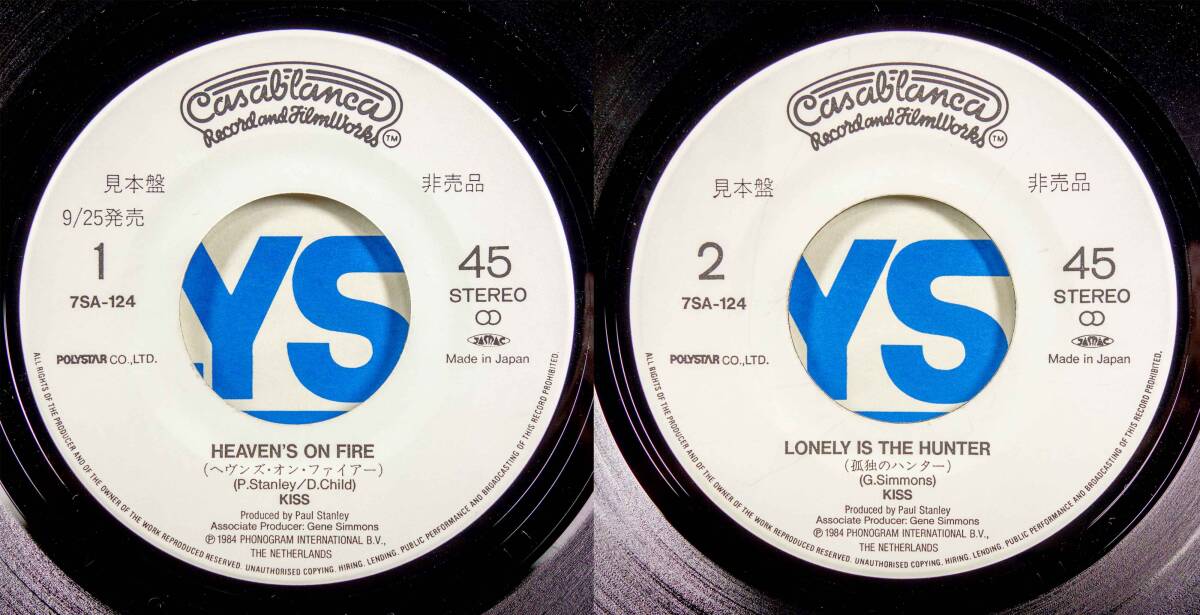 Casablanca
Record and FilmWorks TM
見本盤
非売品
9/25発売
1
45
7SA-124
STEREO
POLYSTAR CO.,LTD.
JASRAC
Made in Japan
YS
HEAVEN'S ON FIRE
(ヘヴンズ・オン・ファイアー)
(P.Stanley/D.Child)
KISS
Produced by Paul Stanley
Associate Producer: Gene Simmons
℗ 1984 PHONOGRAM INTERNATIONAL B.V.,
THE NETHERLANDS
ALL RIGHTS OF THE PRODUCER AND OF THE OWNER OF THE WORK REPRODUCED RESERVED. UNAUTHORISED COPYING, HIRING, LENDING, PUBLIC PERFORMANCE AND BROADCASTING OF THIS RECORD PROHIBITED.
Casablanca
Record and FilmWorks TM
見本盤
非売品
2
45
7SA-124
STEREO
POLYSTAR CO.,LTD.
JASRAC
Made in Japan
YS
LONELY IS THE HUNTER
(孤独のハンター)
(G.Simmons)
KISS
Produced by Paul Stanley
Associate Producer: Gene Simmons
℗ 1984 PHONOGRAM INTERNATIONAL B.V.,
THE NETHERLANDS
ALL RIGHTS OF THE PRODUCER AND OF THE OWNER OF THE WORK REPRODUCED RESERVED. UNAUTHORISED COPYING, HIRING, LENDING, PUBLIC PERFORMANCE AND BROADCASTING OF THIS RECORD PROHIBITED.